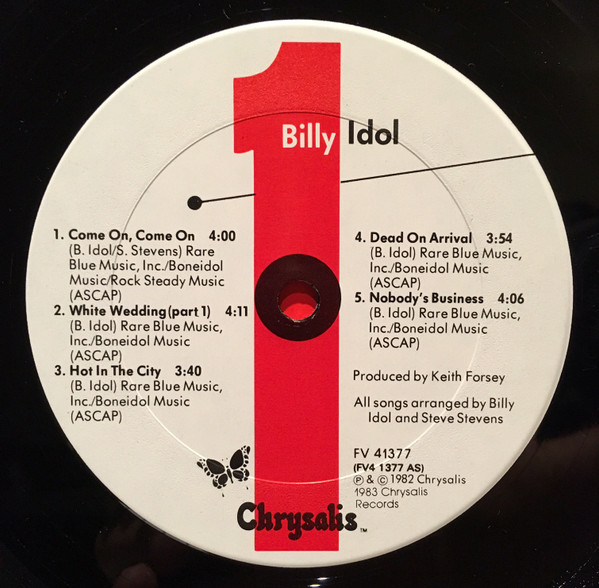 1
Billy Idol
1. Come On, Come On 4:00
(B. Idol/S. Stevens) Rare
Blue Music, Inc./Boneidol
Music/Rock Steady Music
(ASCAP)
2. White Wedding (part 1) 4:11
(B. Idol) Rare Blue Music,
Inc./Boneidol Music
(ASCAP)
3. Hot In The City 3:40
(B. Idol) Rare Blue Music,
Inc./Boneidol Music
(ASCAP)
4. Dead On Arrival 3:54
(B. Idol) Rare Blue Music,
Inc./Boneidol Music
(ASCAP)
5. Nobody's Business 4:06
(B. Idol) Rare Blue Music,
Inc./Boneidol Music
(ASCAP)
Produced by Keith Forsey
All songs arranged by Billy
Idol and Steve Stevens
FV 41377
(FV4 1377 AS)
℗ & © 1982 Chrysalis
1983 Chrysalis
Records
Chrysalis™